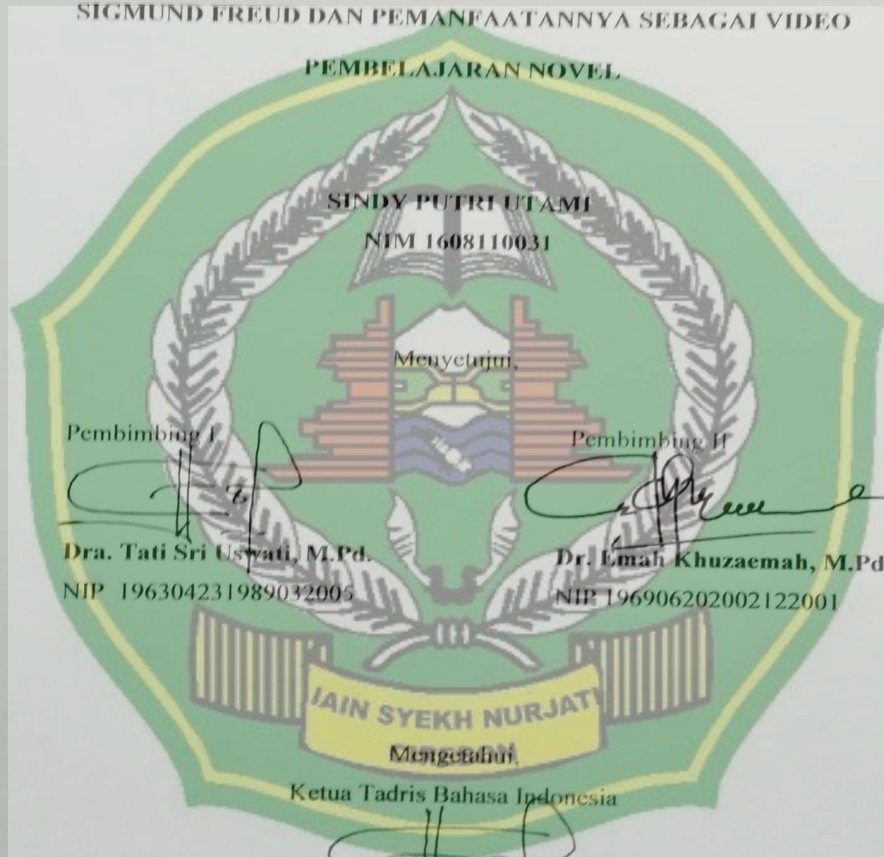 SIGMUND FREUD DAN PEMANFAATANNYA SEBAGAI VIDEO
PEMBELAJARAN NOVEL
SINDY PUTRI UTAMI
NIM 1608110031
Menyetujui,
Pembimbing I
Pembimbing II
Dra. Tati Sri Uswati, M.Pd.
Dr. Emah Khuzaemah, M.Pd
NIP 196304231989032005
NIP. 196906202002122001
IAIN SYEKH NURJATI
Mengetahui,
Ketua Tadris Bahasa Indonesia